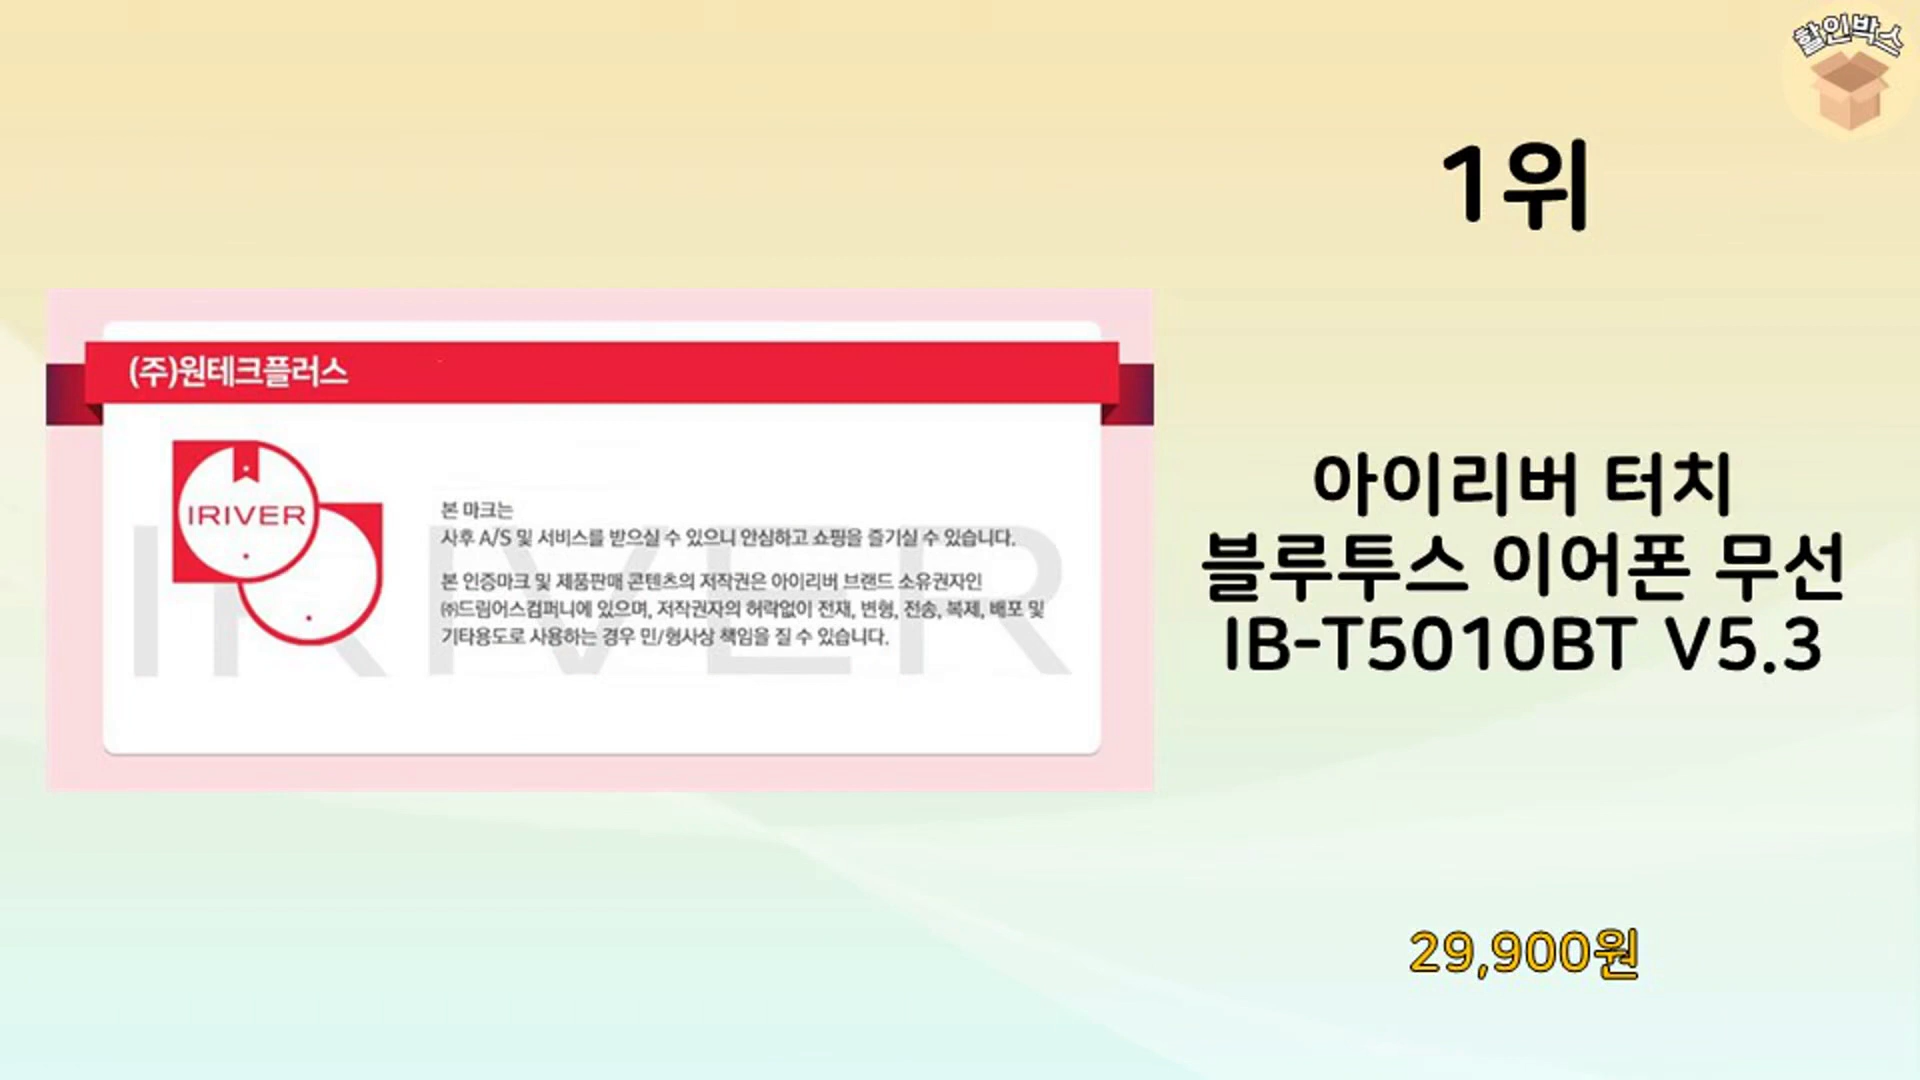 할인박스
1위
(주)원테크플러스
IRIVER
IRIVER
본 마크는
사후 A/S 및 서비스를 받으실 수 있으니 안심하고 쇼핑을 즐기실 수 있습니다.
본 인증마크 및 제품판매 콘텐츠의 저작권은 아이리버 브랜드 소유권자인
㈜드림어스컴퍼니에 있으며, 저작권자의 허락없이 전재, 변형, 전송, 복제, 배포 및
기타용도로 사용하는 경우 민/형사상 책임을 질 수 있습니다.
아이리버 터치
블루투스 이어폰 무선
IB-T5010BT V5.3
29,900원